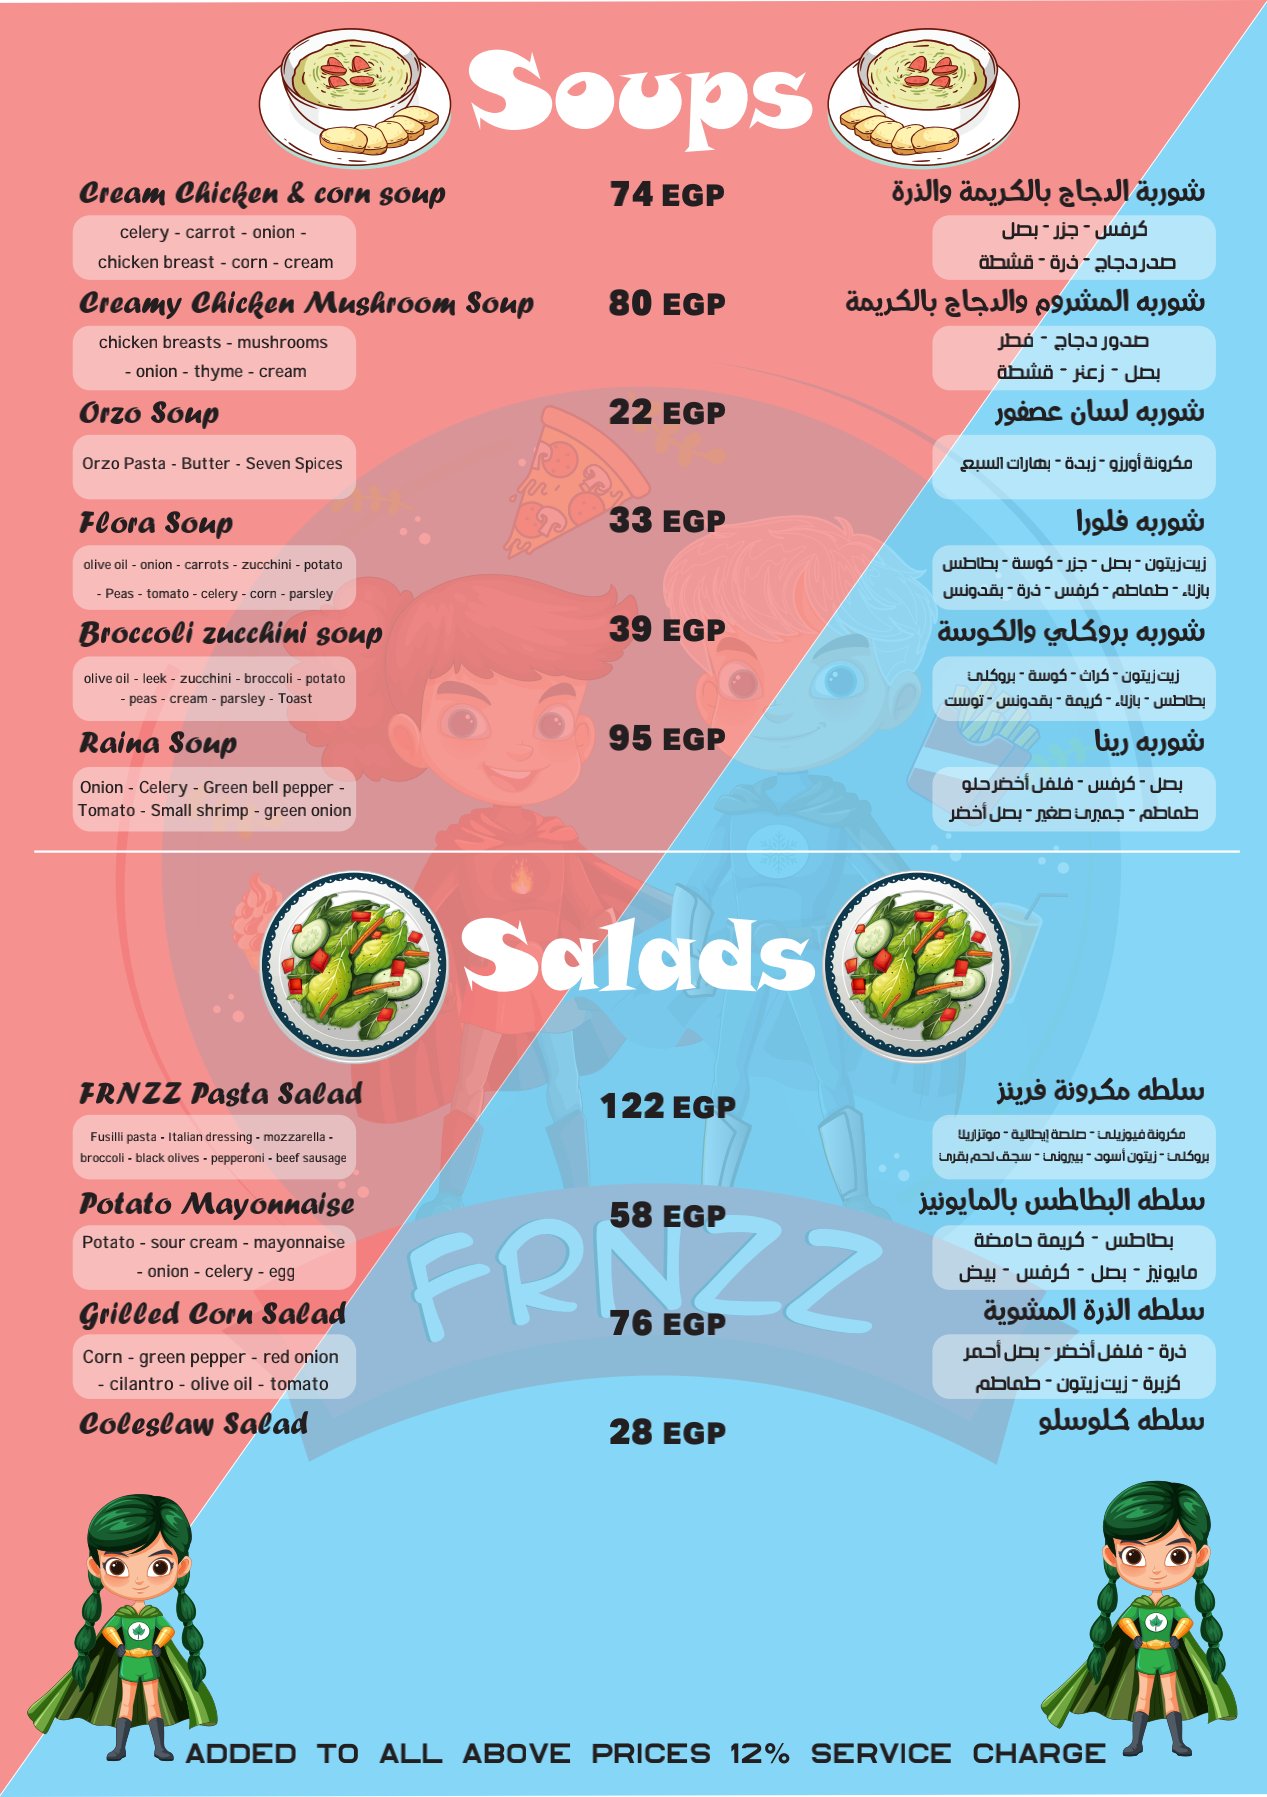 Soups
Cream Chicken & corn soup 74 EGP شوربة الدجاج بالكريمة والذرة
celery - carrot - onion -
chicken breast - corn - cream
كرفس - جزر - بصل
صدر دجاج - ذرة - قشطة
Creamy Chicken Mushroom Soup 80 EGP شوربه المشروم والدجاج بالكريمة
chicken breasts - mushrooms
- onion - thyme - cream
صدور دجاج - فطر
بصل - زعتر - قشطة
Orzo Soup 22 EGP شوربه لسان عصفور
Orzo Pasta - Butter - Seven Spices
مكرونة أورزو - زبدة - بهارات السبع
Flora Soup 33 EGP شوربه فلورا
olive oil - onion - carrots - zucchini - potato
- Peas - tomato - celery - corn - parsley
زيت زيتون - بصل - جزر - كوسة - بطاطس
بازلاء - طماطم - كرفس - ذرة - بقدونس
Broccoli zucchini soup 39 EGP شوربه بروكلي والكوسة
olive oil - leek - zucchini - broccoli - potato
- peas - cream - parsley - Toast
زيت زيتون - كراث - كوسة - بروكلى
بطاطس - بازلاء - كريمة - بقدونس - توست
Raina Soup 95 EGP شوربه رينا
Onion - Celery - Green bell pepper -
Tomato - Small shrimp - green onion
بصل - كرفس - فلفل أخضر حلو
طماطم - جمبرى صغير - بصل أخضر
Salads
FRNZZ Pasta Salad 122 EGP سلطه مكرونة فرينز
Fusilli pasta - Italian dressing - mozzarella -
broccoli - black olives - pepperoni - beef sausage
مكرونة فيوزيلى - صلصة إيطالية - موتزاريلا
بروكلى - زيتون أسود - بيبرونى - سجق لحم بقرى
Potato Mayonnaise 58 EGP سلطه البطاطس بالمايونيز
Potato - sour cream - mayonnaise
- onion - celery - egg
بطاطس - كريمة حامضة
مايونيز - بصل - كرفس - بيض
FRNZZ
Grilled Corn Salad 76 EGP سلطه الذرة المشوية
Corn - green pepper - red onion
- cilantro - olive oil - tomato
ذرة - فلفل أخضر - بصل أحمر
كزبرة - زيت زيتون - طماطم
Coleslaw Salad 28 EGP سلطه كلوسلو
ADDED TO ALL ABOVE PRICES 12% SERVICE CHARGE